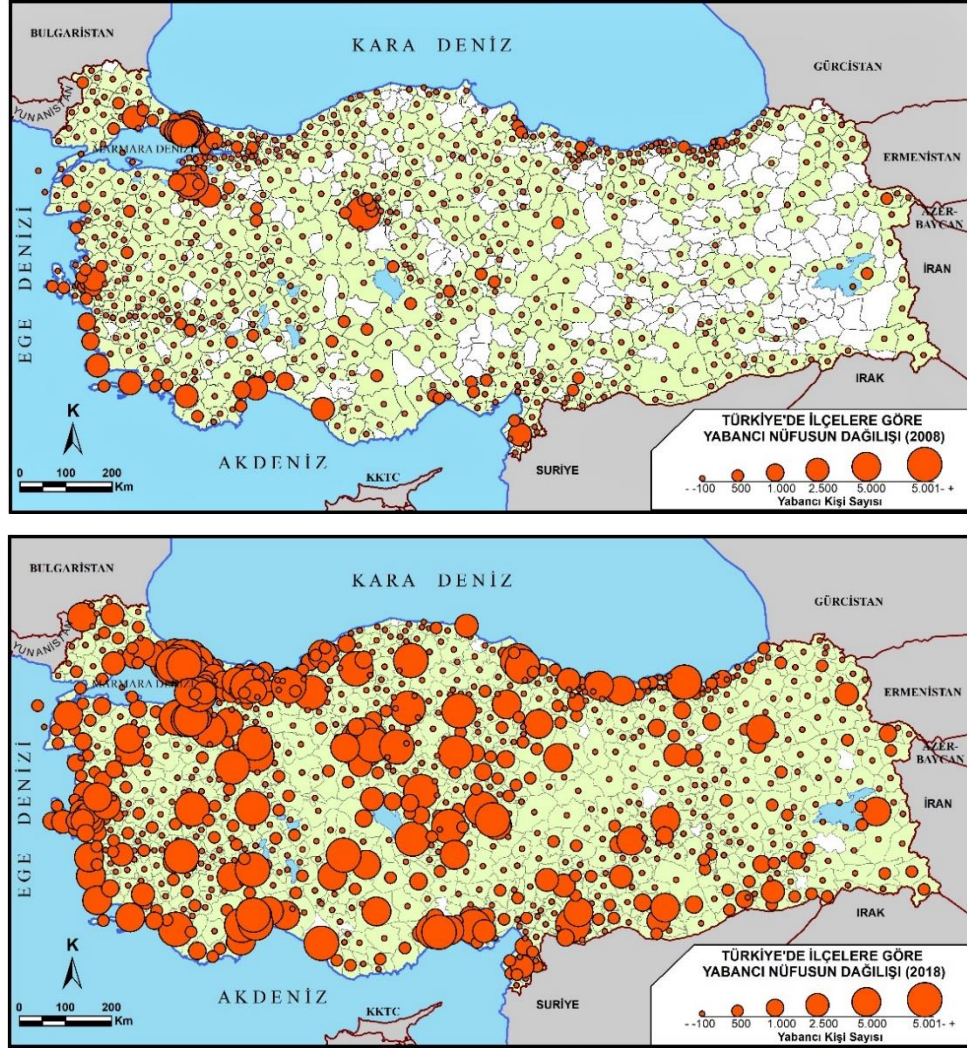 BULGARİSTAN
KARA DENİZ
GÜRCİSTAN
YUNANİSTAN
MARMARA DENİZİ
ERMENİSTAN
AZER-
BAYCAN
EGE DENİZİ
İRAN
IRAK
K
0 100 200
Km
AKDENİZ
KKTC
SURİYE
TÜRKİYE'DE İLÇELERE GÖRE
YABANCI NÜFUSUN DAĞILIŞI (2008)
- -100 500 1.000 2.500 5.000 5.001- +
Yabancı Kişi Sayısı
BULGARİSTAN
KARA DENİZ
GÜRCİSTAN
YUNANİSTAN
MARMARA DE
ERMENİSTAN
AZER-
BAYCAN
EGE DENİZİ
İRAN
IRAK
K
0 100 200
Km
AKDENİZ
KKTC
SURİYE
TÜRKİYE'DE İLÇELERE GÖRE
YABANCI NÜFUSUN DAĞILIŞI (2018)
- -100 500 1.000 2.500 5.000 5.001- +
Yabancı Kişi Sayısı